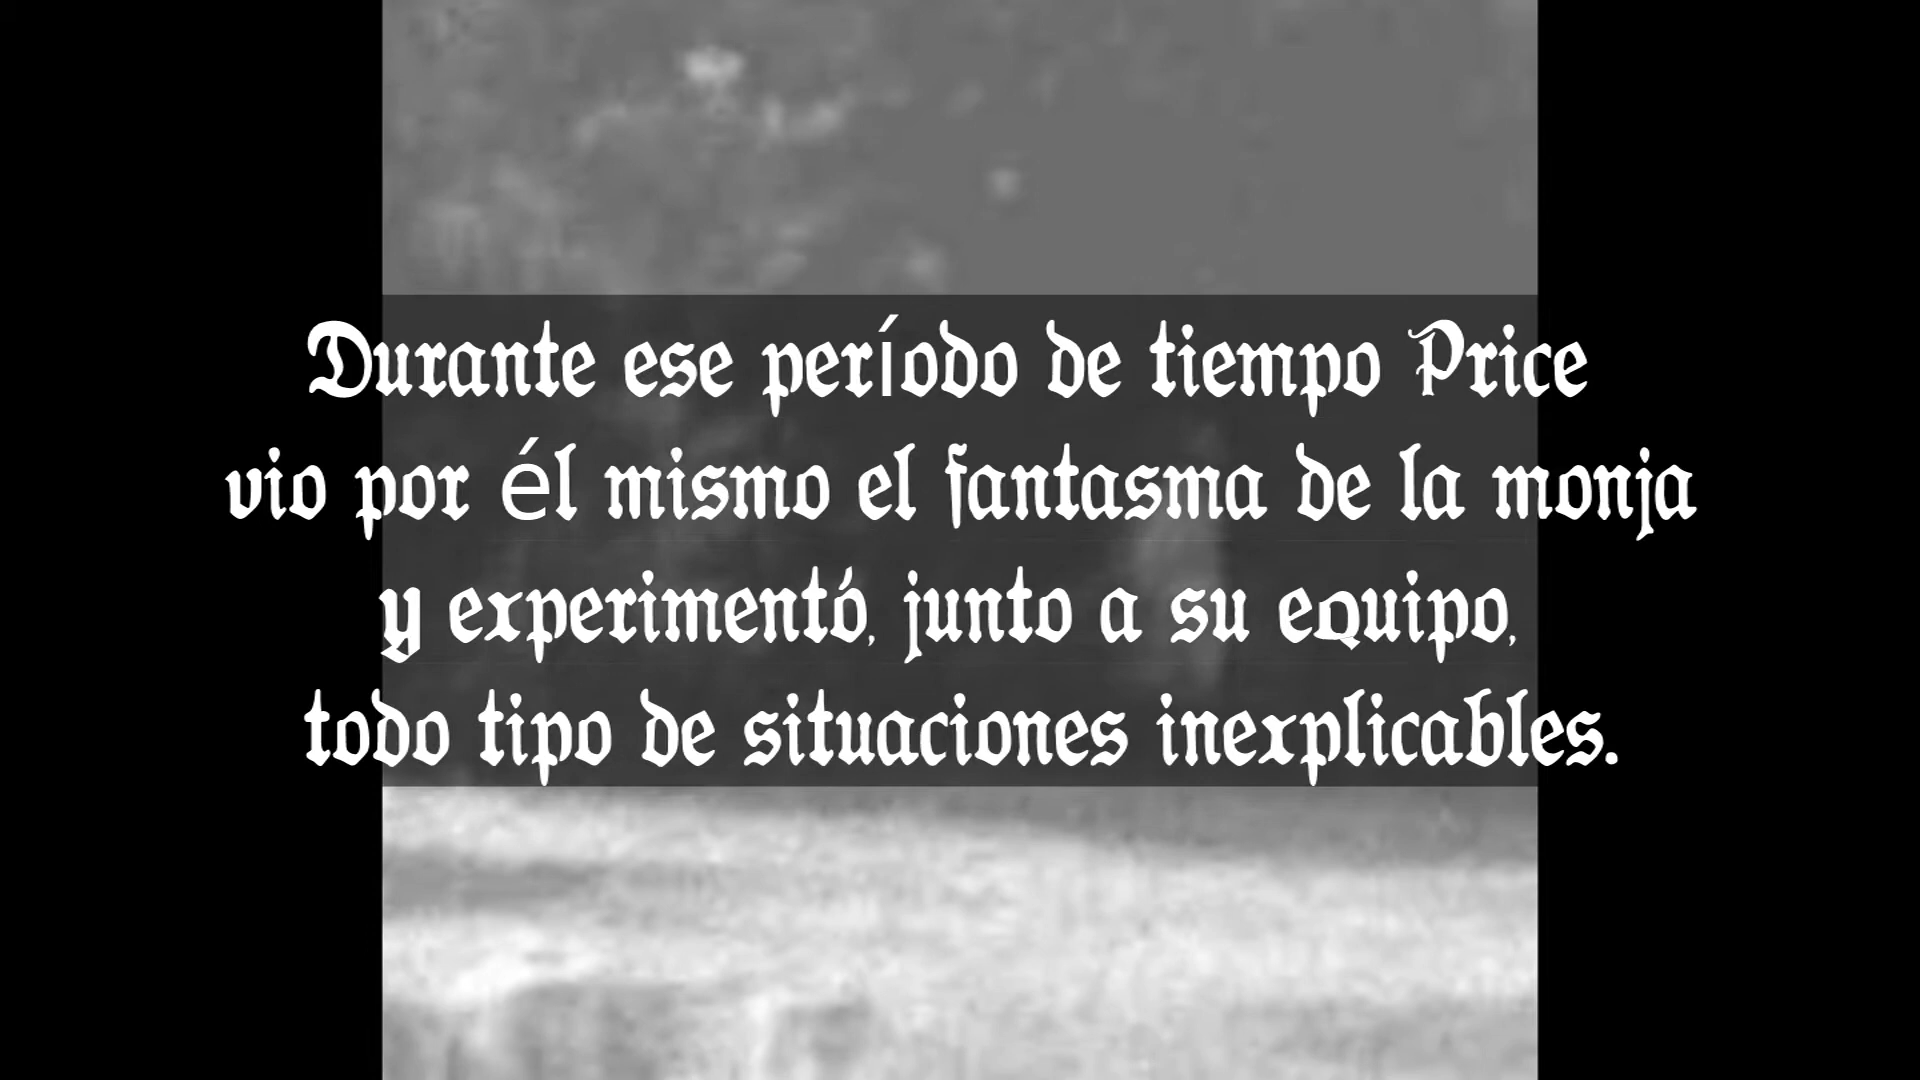 Durante ese período de tiempo Price
vio por él mismo el fantasma de la monja
y experimentó, junto a su equipo,
todo tipo de situaciones inexplicables.